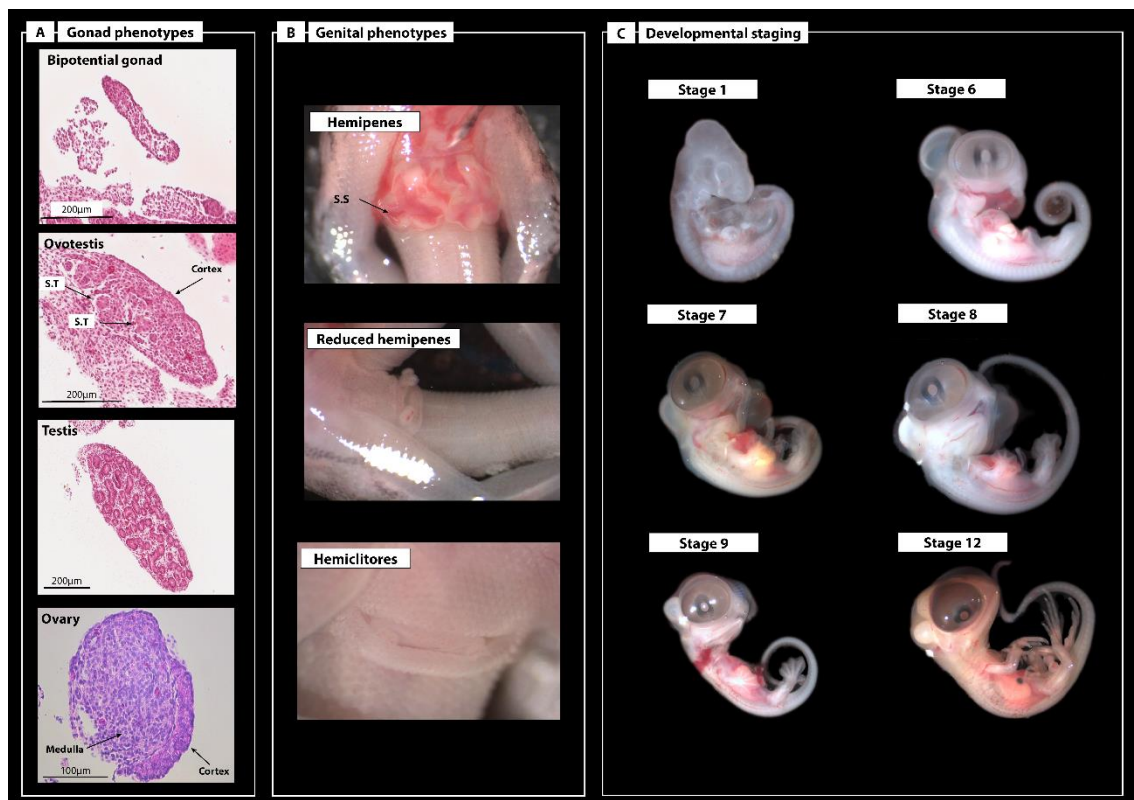 A Gonad phenotypes
Bipotential gonad
200µm
Ovotestis
Cortex
S.T
S.T
200µm
Testis
200µm
Ovary
Medulla
Cortex
100µm
B Genital phenotypes
Hemipenes
S.S
Reduced hemipenes
Hemiclitores
C Developmental staging
Stage 1
Stage 6
Stage 7
Stage 8
Stage 9
Stage 12